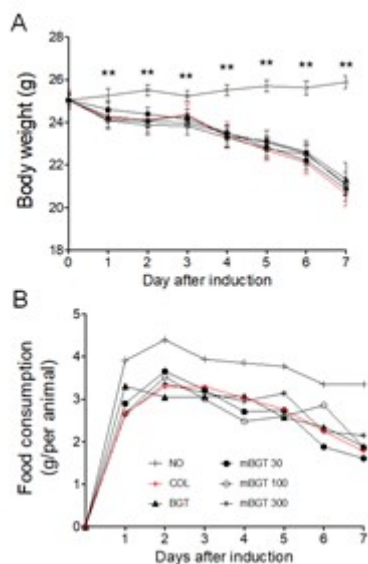 A
** ** ** ** ** ** **
Body weight (g)
28
26
24
22
20
18
0 1 2 3 4 5 6 7
Day after induction
B
Food consumption
(g/per animal)
5
4
3
2
1
0
NO mBGT 30
COL mBGT 100
BGT mBGT 300
1 2 3 4 5 6 7
Days after induction